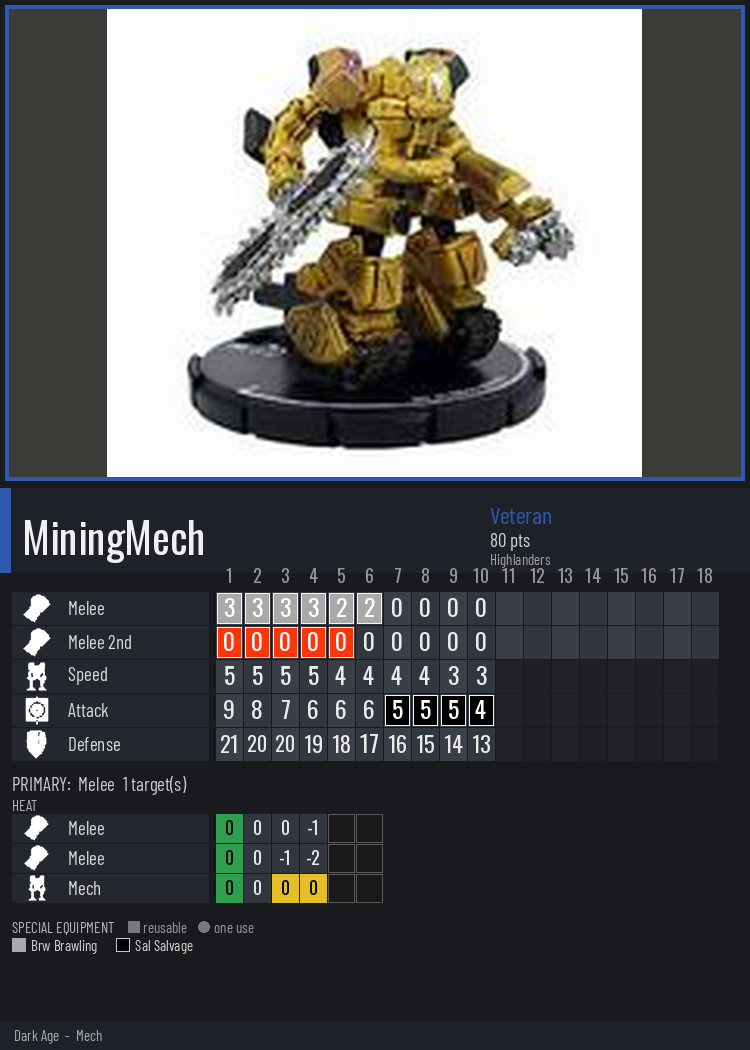 MiningMech
Veteran
80 pts
Highlanders
1 2 3 4 5 6 7 8 9 10 11 12 13 14 15 16 17 18
Melee 3 3 3 3 2 2 0 0 0 0
Melee 2nd 0 0 0 0 0 0 0 0 0 0
Speed 5 5 5 5 4 4 4 4 3 3
Attack 9 8 7 6 6 6 5 5 5 4
Defense 21 20 20 19 18 17 16 15 14 13
PRIMARY: Melee 1 target(s)
HEAT
Melee 0 0 0 -1
Melee 0 0 -1 -2
Mech 0 0 0 0
SPECIAL EQUIPMENT reusable one use
Brw Brawling Sal Salvage
Dark Age - Mech